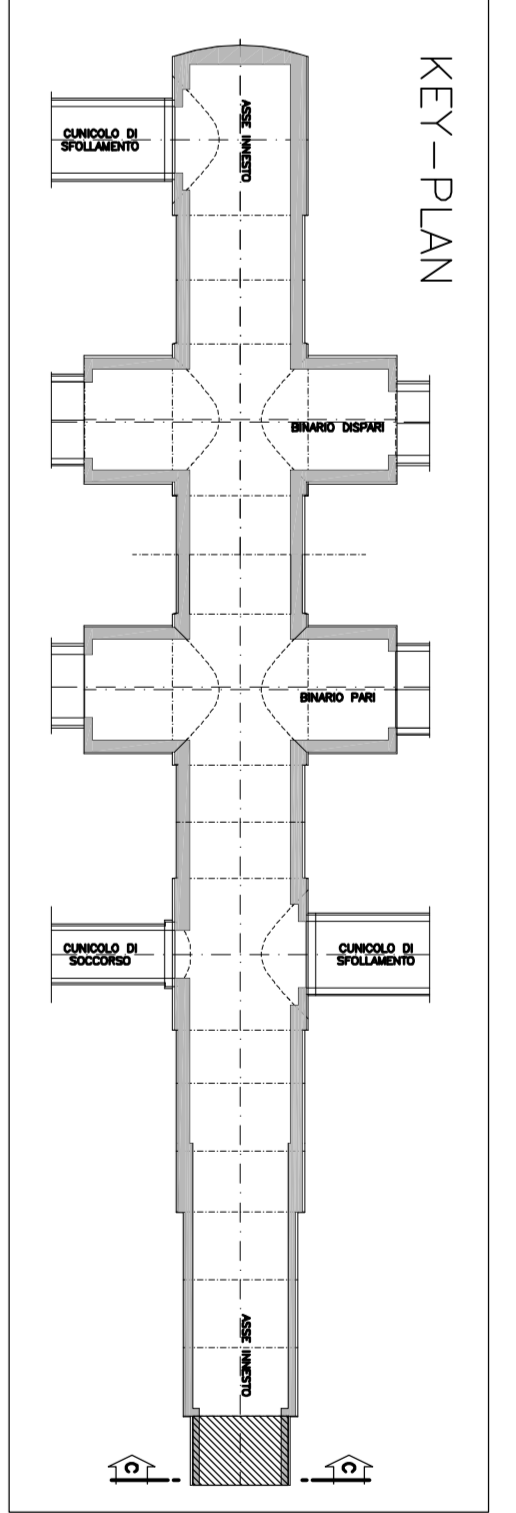 KEY-PLAN
CUNICOLO DI
SFOLLAMENTO
ASSE INNESTO
BINARIO DISPARI
BINARIO PARI
CUNICOLO DI
SOCCORSO
CUNICOLO DI
SFOLLAMENTO
ASSE INNESTO
C
C